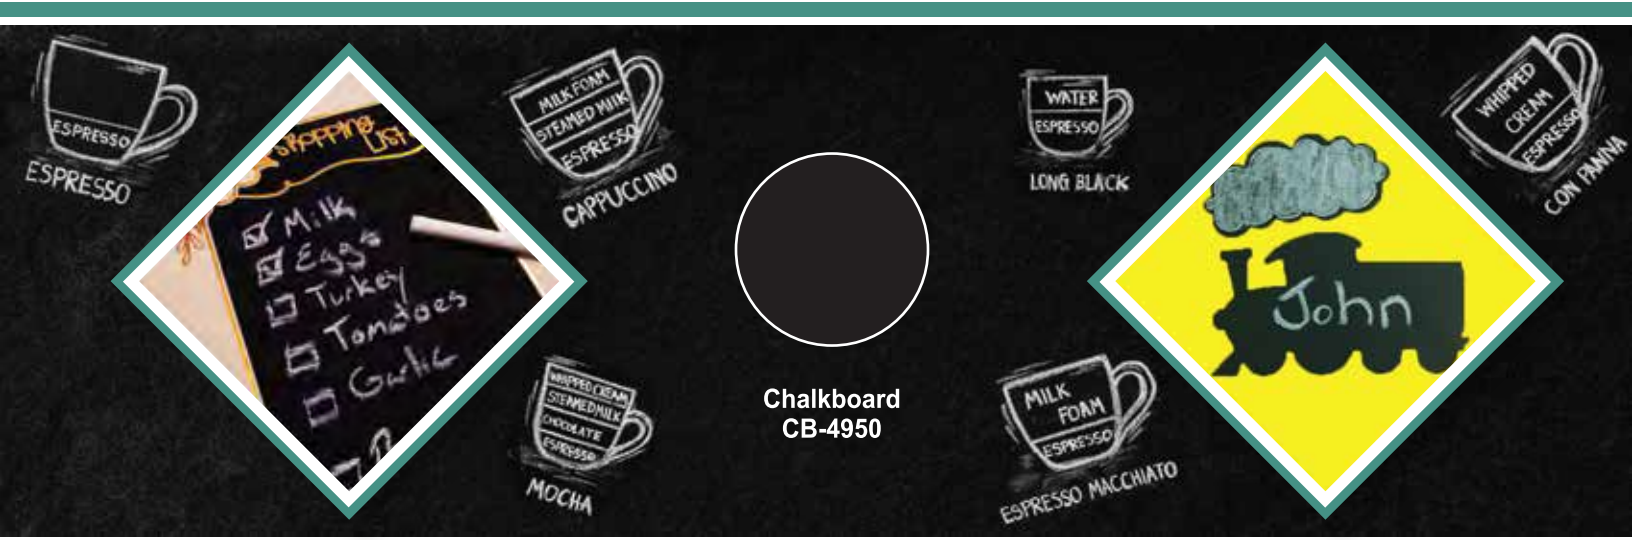 ESPRESSO
ESPRESSO
SHOPPING
LIST
Milk
Eggs
Turkey
Tomatoes
Garlic
MILK FOAM
STEAMED MILK
ESPRESSO
CAPPUCCINO
WHIPPED CREAM
STEAMED MILK
CHOCOLATE
ESPRESSO
MOCHA
Chalkboard
CB-4950
WATER
ESPRESSO
LONG BLACK
MILK
FOAM
ESPRESSO
ESPRESSO MACCHIATO
John
WHIPPED
CREAM
ESPRESSO
CON PANNA